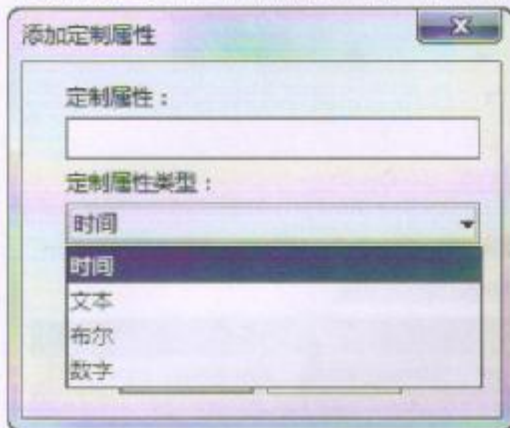 添加定制属性
定制属性：
定制属性类型：
时间
时间
文本
布尔
数字